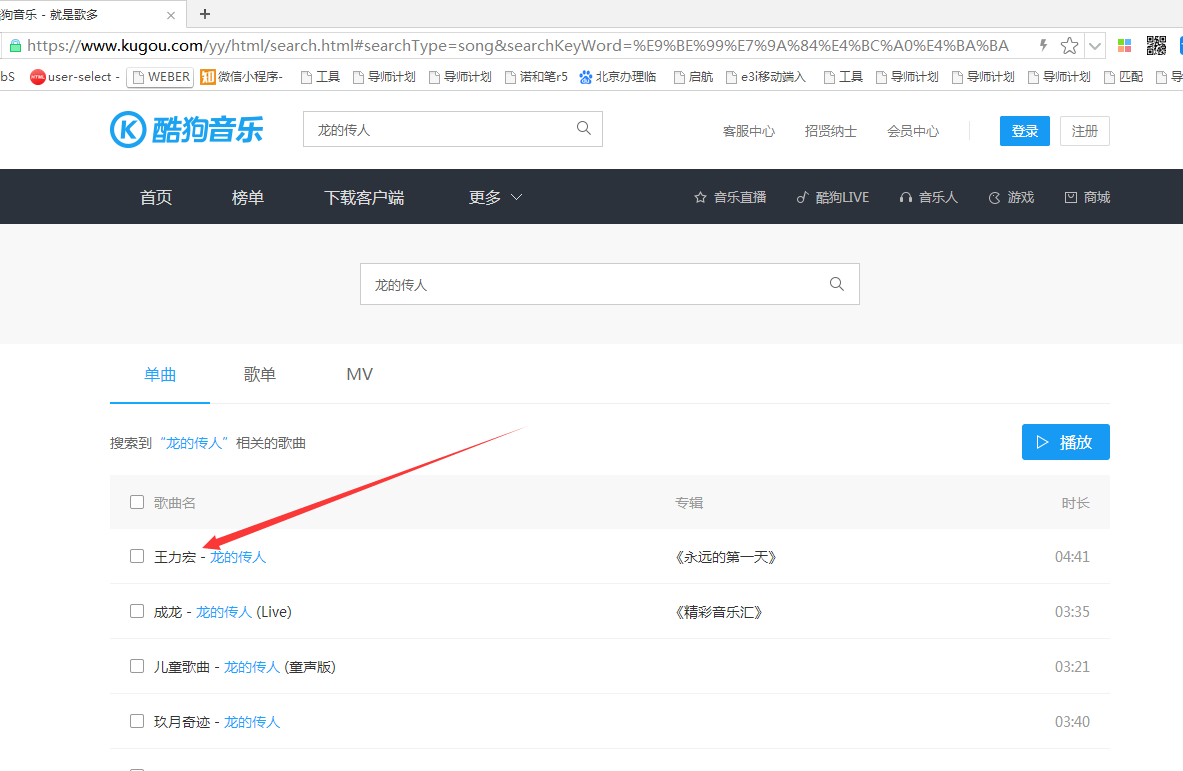 狗音乐 - 就是歌多
https://www.kugou.com/yy/html/search.html#searchType=song&searchKeyWord=%E9%BE%99%E7%9A%84%E4%BC%A0%E4%BA%BA
bS user-select - WEBER 微信小程序- 工具 导师计划 导师计划 诺和笔r5 北京办理临 启航 e3i移动端入 工具 导师计划 导师计划 导师计划 匹配 导
酷狗音乐 龙的传人 客服中心 招贤纳士 会员中心 登录 注册
首页 榜单 下载客户端 更多 音乐直播 酷狗LIVE 音乐人 游戏 商城
龙的传人
单曲 歌单 MV
搜索到“龙的传人”相关的歌曲 播放
歌曲名 专辑 时长
王力宏 - 龙的传人 《永远的第一天》 04:41
成龙 - 龙的传人 (Live) 《精彩音乐汇》 03:35
儿童歌曲 - 龙的传人 (童声版) 03:21
玖月奇迹 - 龙的传人 03:40